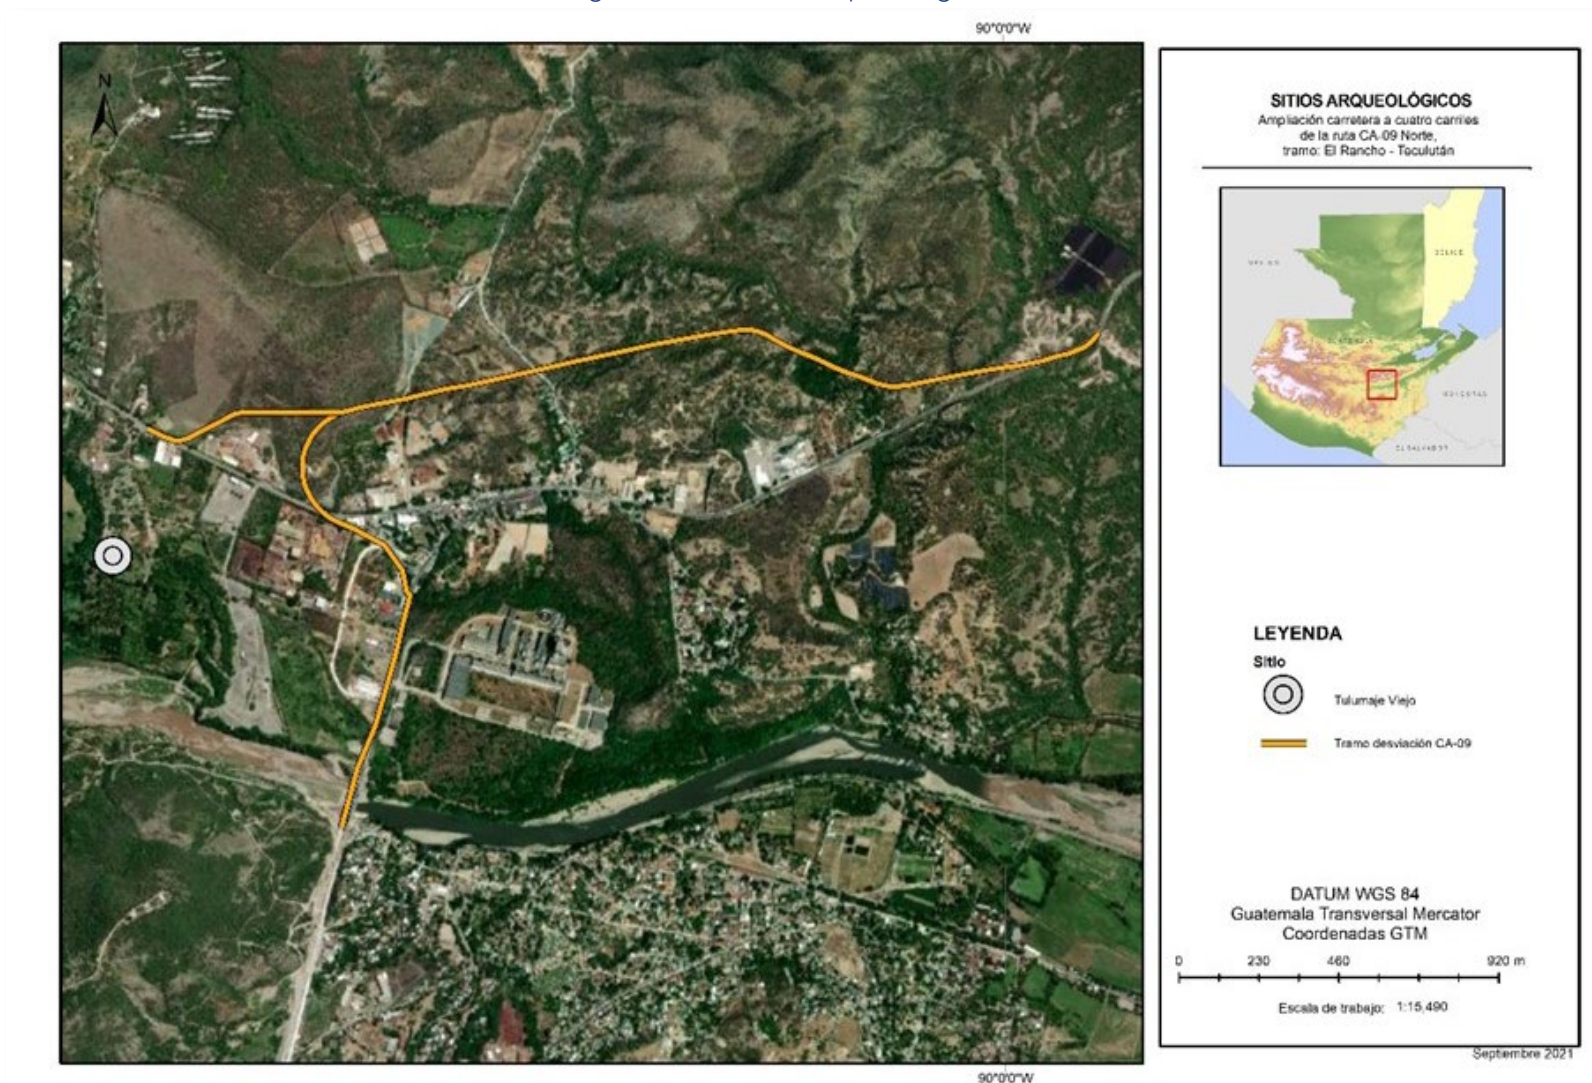 90°0'0"W
N
SITIOS ARQUEOLÓGICOS
Ampliación carretera a cuatro carriles
de la ruta CA-09 Norte,
tramo: El Rancho - Teculután
BELICE
HONDURAS
EL SALVADOR
LEYENDA
Sitio
Tulumaje Viejo
Tramo desviación CA-09
DATUM WGS 84
Guatemala Transversal Mercator
Coordenadas GTM
0 230 460 920 m
Escala de trabajo: 1:15,490
Septiembre 2021
90°0'0"W